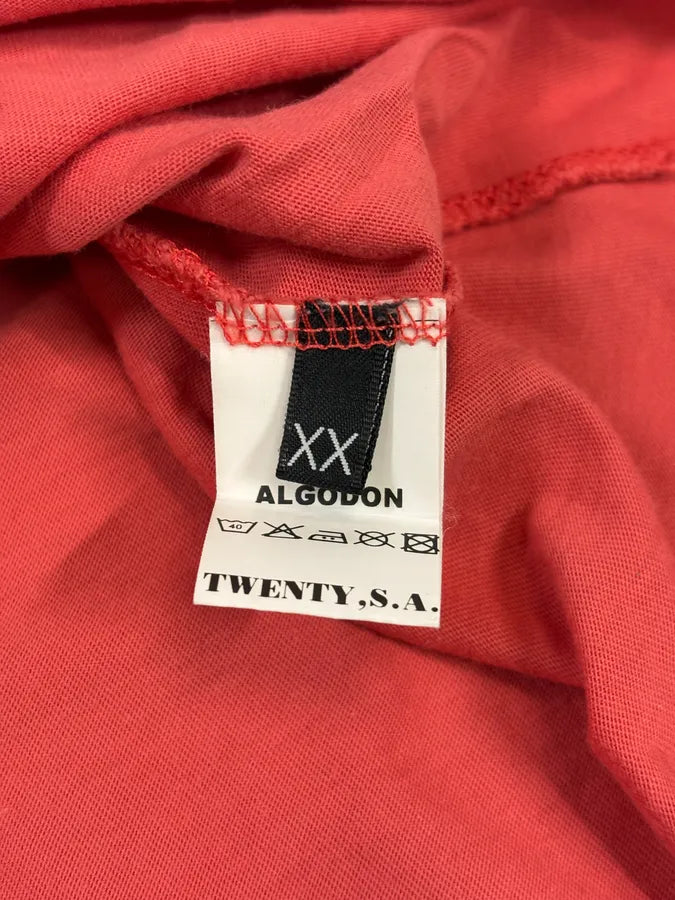 XX
ALGODON
40
TWENTY,S.A.